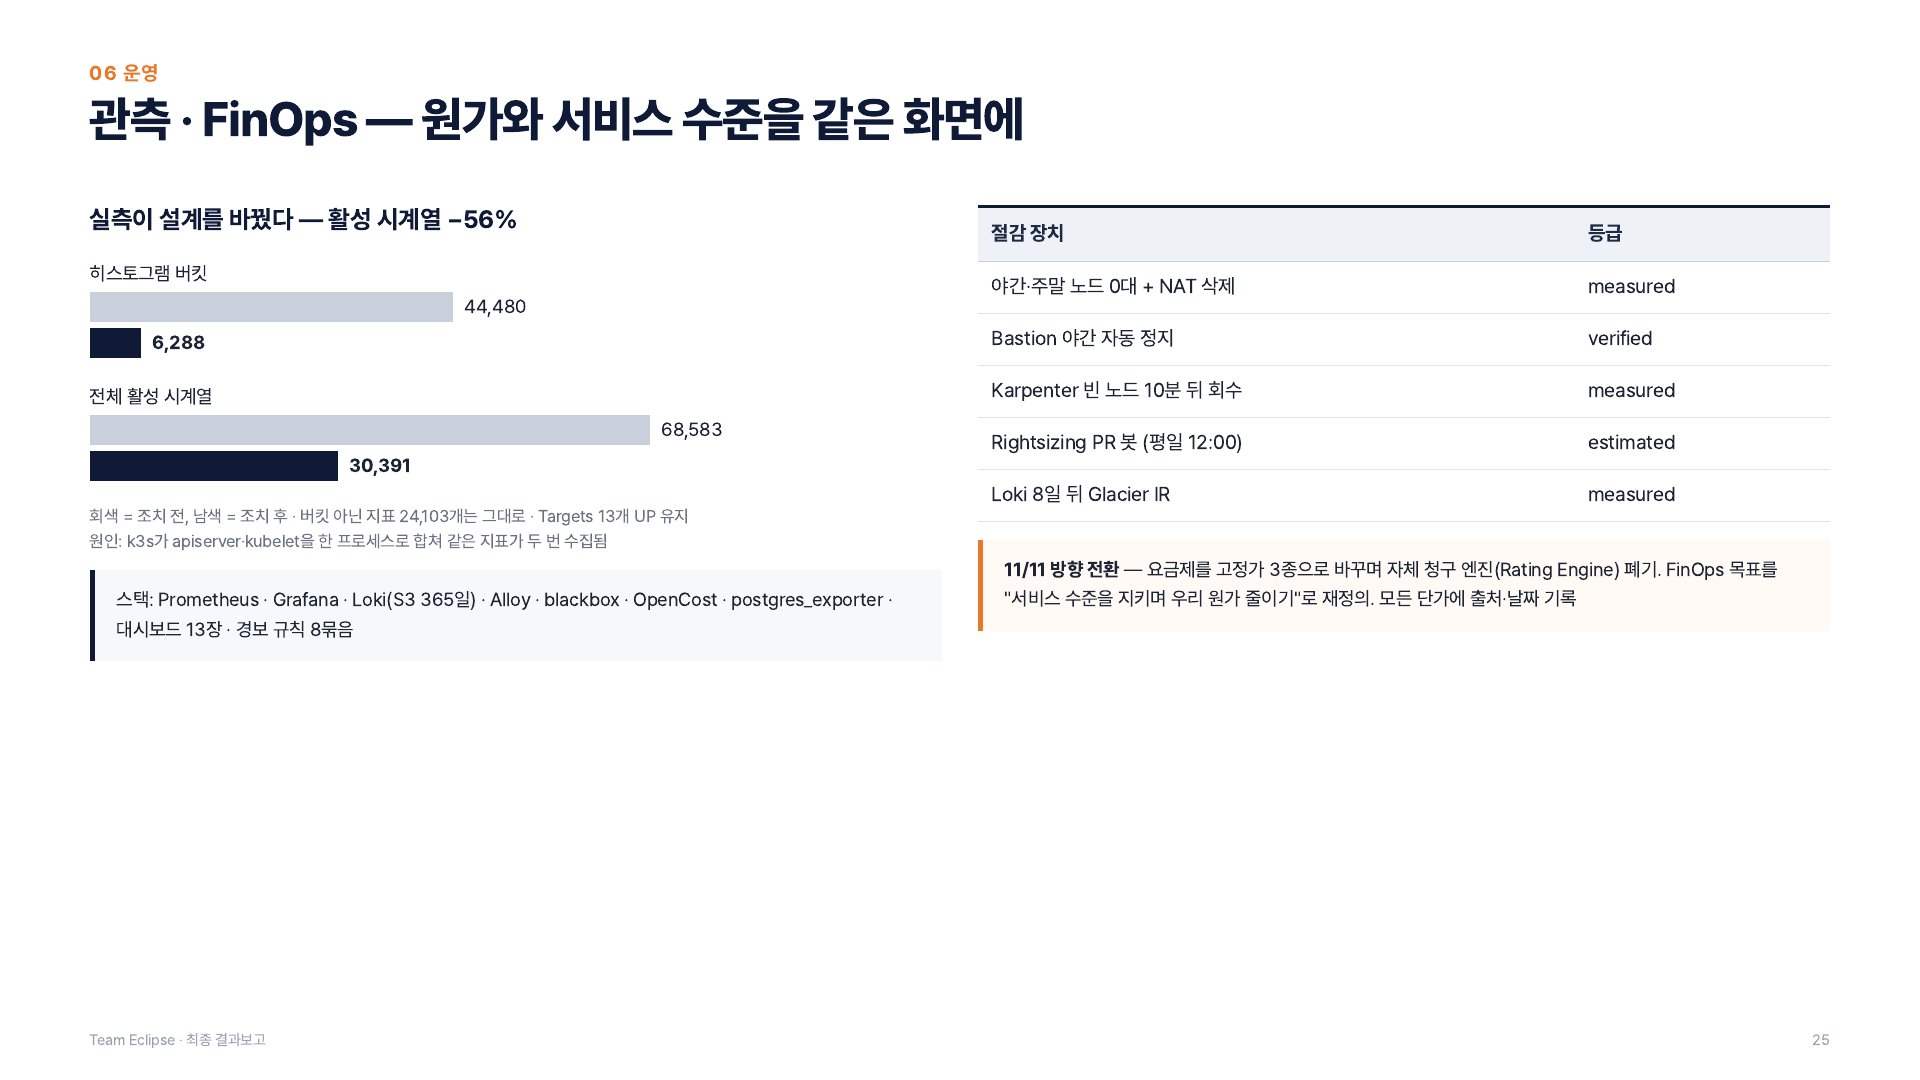 06 운영
관측 · FinOps — 원가와 서비스 수준을 같은 화면에
실측이 설계를 바꿨다 — 활성 시계열 −56%
히스토그램 버킷
44,480
6,288
전체 활성 시계열
68,583
30,391
회색 = 조치 전, 남색 = 조치 후 · 버킷 아닌 지표 24,103개는 그대로 · Targets 13개 UP 유지
원인: k3s가 apiserver·kubelet을 한 프로세스로 합쳐 같은 지표가 두 번 수집됨
스택: Prometheus · Grafana · Loki(S3 365일) · Alloy · blackbox · OpenCost · postgres_exporter ·
대시보드 13장 · 경보 규칙 8묶음
절감 장치 등급
야간·주말 노드 0대 + NAT 삭제 measured
Bastion 야간 자동 정지 verified
Karpenter 빈 노드 10분 뒤 회수 measured
Rightsizing PR 봇 (평일 12:00) estimated
Loki 8일 뒤 Glacier IR measured
11/11 방향 전환 — 요금제를 고정가 3종으로 바꾸며 자체 청구 엔진(Rating Engine) 폐기. FinOps 목표를
"서비스 수준을 지키며 우리 원가 줄이기"로 재정의. 모든 단가에 출처·날짜 기록
Team Eclipse · 최종 결과보고
25